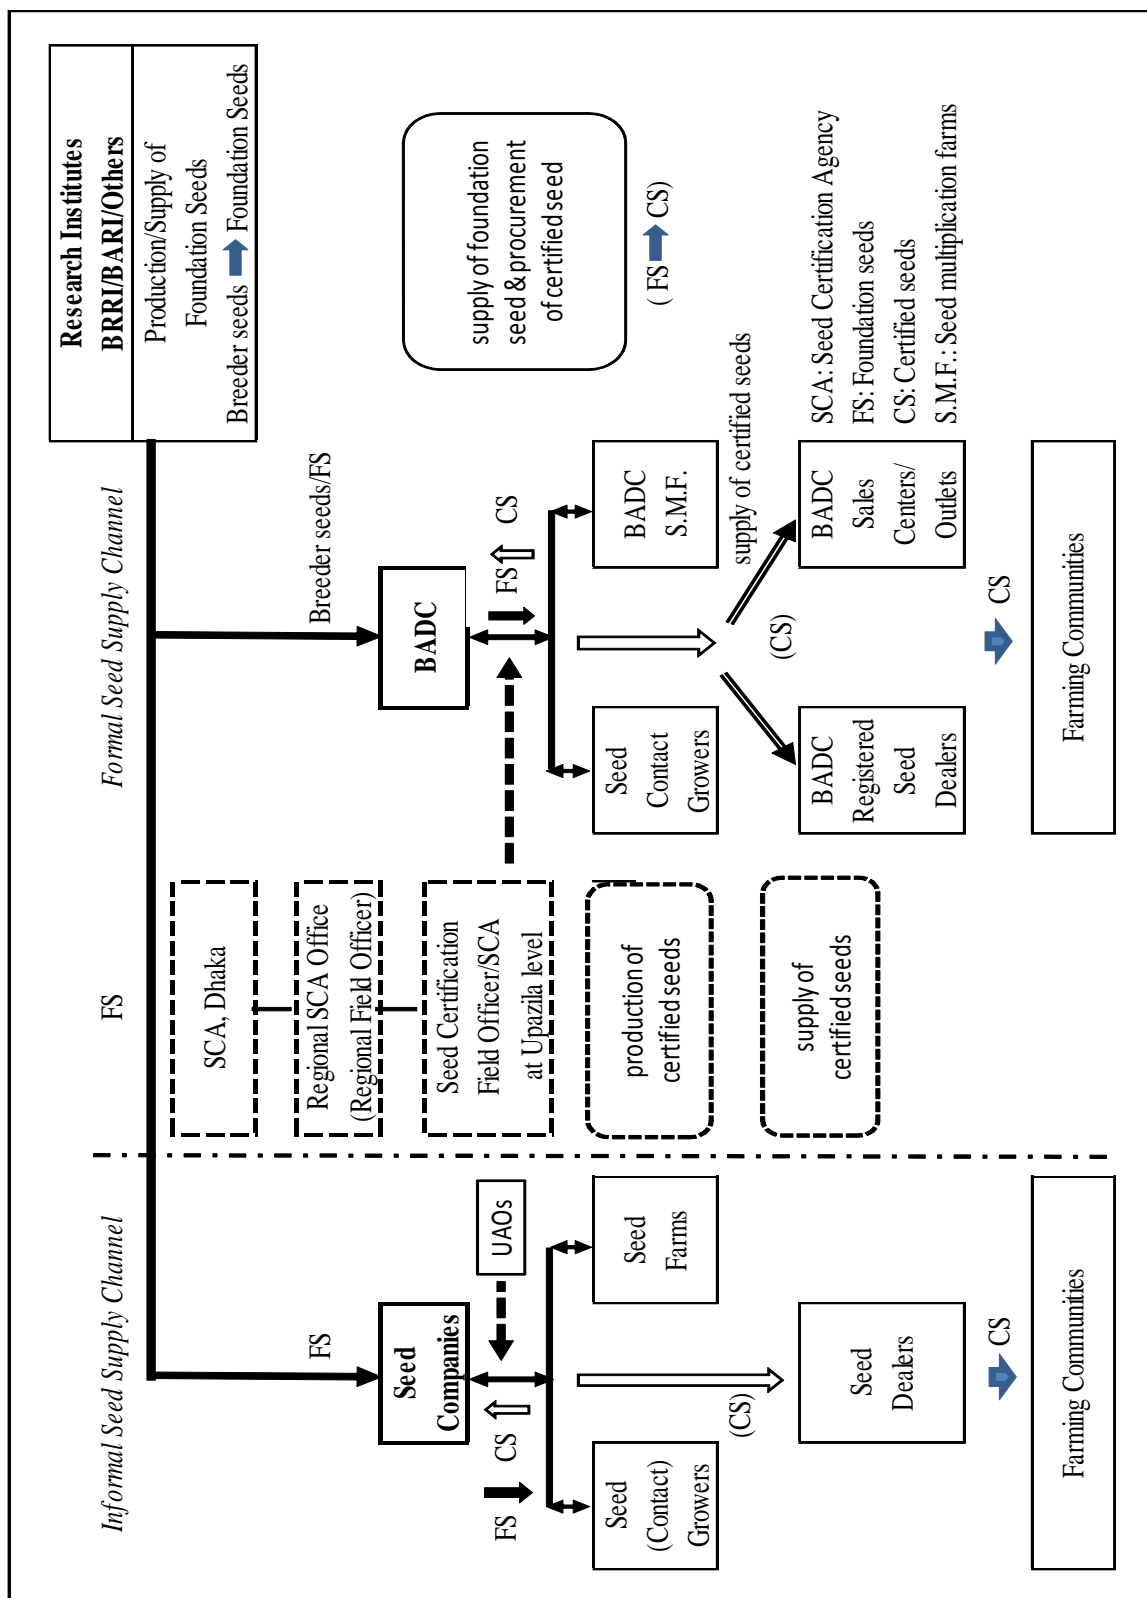 Informal Seed Supply Channel
FS
Formal Seed Supply Channel
Research Institutes
BRRI/BARI/Others
Production/Supply of
Foundation Seeds
Breeder seeds
Foundation Seeds
SCA, Dhaka
Regional SCA Office
(Regional Field Officer)
Seed Certification
Field Officer/SCA
at Upazila level
FS
Seed
Companies
UAOs
FS
CS
Breeder seeds/FS
BADC
FS
CS
supply of foundation
seed & procurement
of certified seed
( FS
CS)
Seed
(Contact)
Growers
Seed
Farms
production of
certified seeds
Seed
Contact
Growers
BADC
S.M.F.
supply of certified seeds
(CS)
(CS)
Seed
Dealers
supply of
certified seeds
BADC
Registered
Seed
Dealers
BADC
Sales
Centers/
Outlets
SCA: Seed Certification Agency
FS: Foundation seeds
CS: Certified seeds
S.M.F.: Seed multiplication farms
CS
CS
Farming Communities
Farming Communities